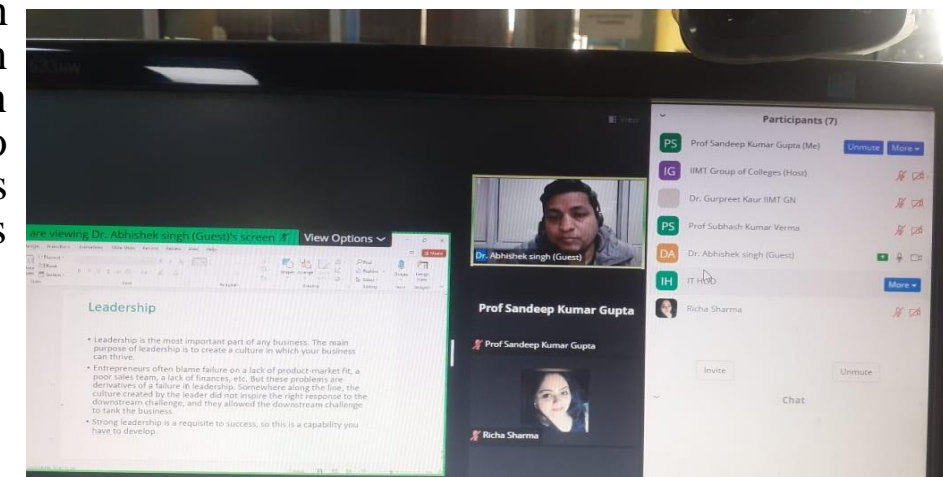 n
n
n
o
s
s
633NW
View
Participants (7)
PS Prof Sandeep Kumar Gupta (Me) Unmute More
IG IIMT Group of Colleges (Host)
Dr. Gurpreet Kaur IIMT GN
PS Prof Subhash Kumar Verma
DA Dr. Abhishek singh (Guest)
IH IT HOD More
Richa Sharma
Invite Unmute
Chat
are viewing Dr. Abhishek singh (Guest)'s screen View Options
Share
Leadership
• Leadership is the most important part of any business. The main
purpose of leadership is to create a culture in which your business
can thrive.
• Entrepreneurs often blame failure on a lack of product-market fit, a
poor sales team, a lack of finances, etc. But these problems are
derivatives of a failure in leadership. Somewhere along the line, the
culture created by the leader did not inspire the right response to the
downstream challenge, and they allowed the downstream challenge
to tank the business.
• Strong leadership is a requisite to success, so this is a capability you
have to develop.
Dr. Abhishek singh (Guest)
Prof Sandeep Kumar Gupta
Prof Sandeep Kumar Gupta
Richa Sharma